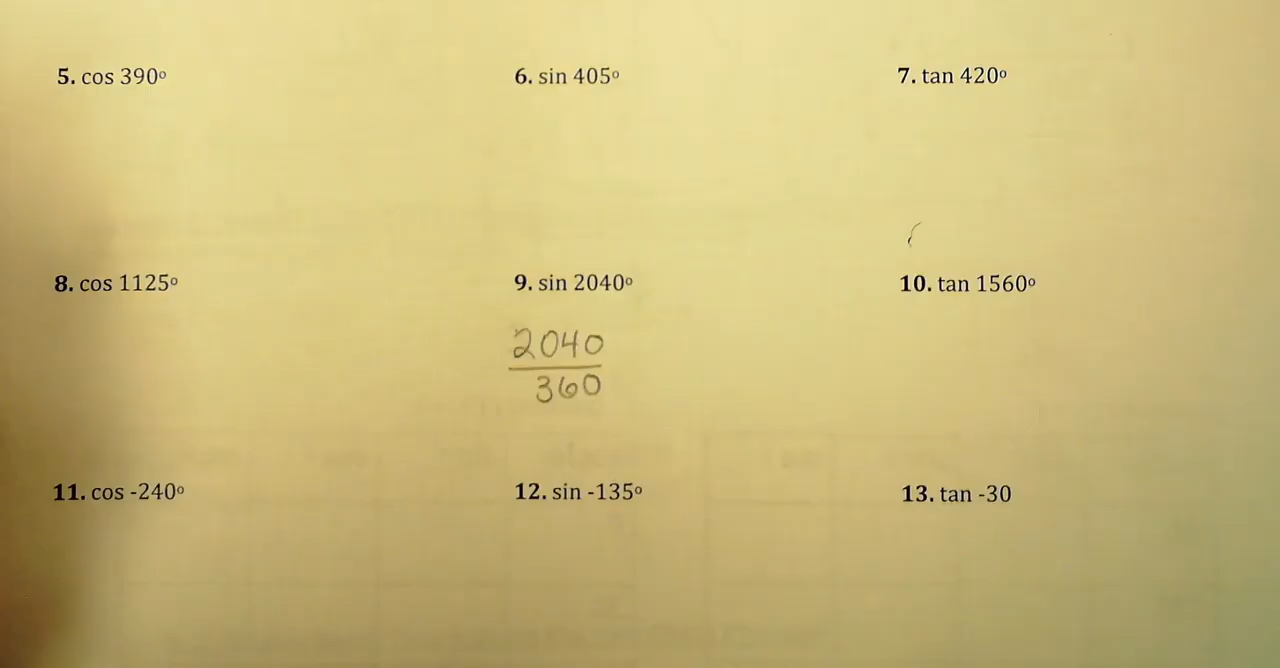 5. cos 390°
6. sin 405°
7. tan 420°
8. cos 1125°
9. sin 2040°
10. tan 1560°
2040
360
11. cos -240°
12. sin -135°
13. tan -30